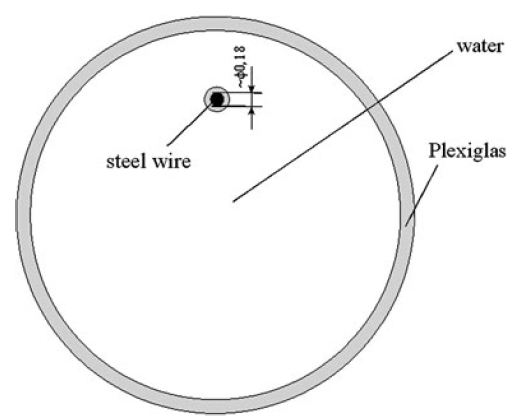 water
~ϕ0,18
Plexiglas
steel wire